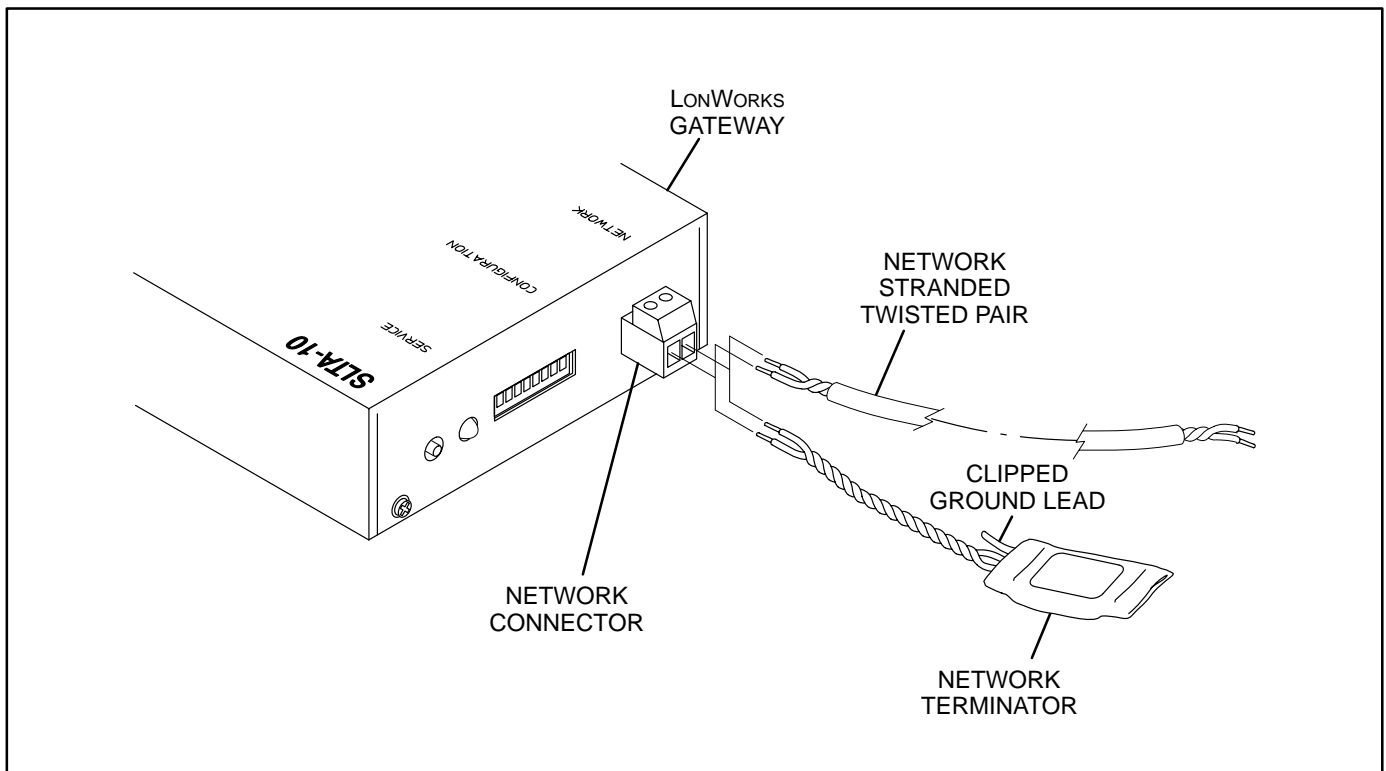 LONWORKS
GATEWAY
NETWORK
CONFIGURATION
SERVICE
SLTA-10
NETWORK
STRANDED
TWISTED PAIR
CLIPPED
GROUND LEAD
NETWORK
CONNECTOR
NETWORK
TERMINATOR